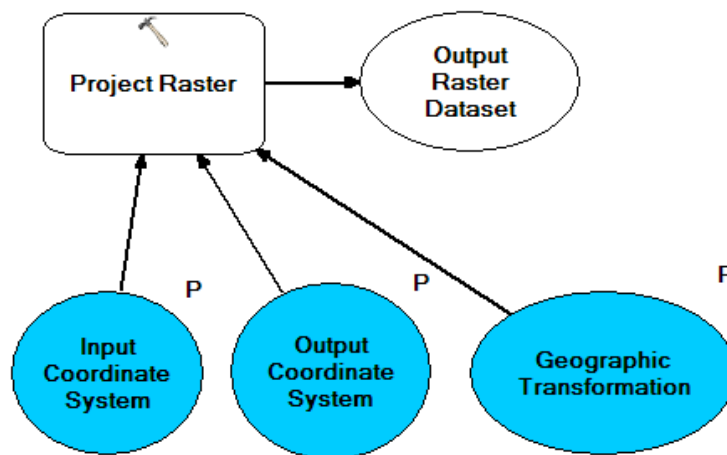 Project Raster
Output
Raster
Dataset
P
P
P
Input
Coordinate
System
Output
Coordinate
System
Geographic
Transformation